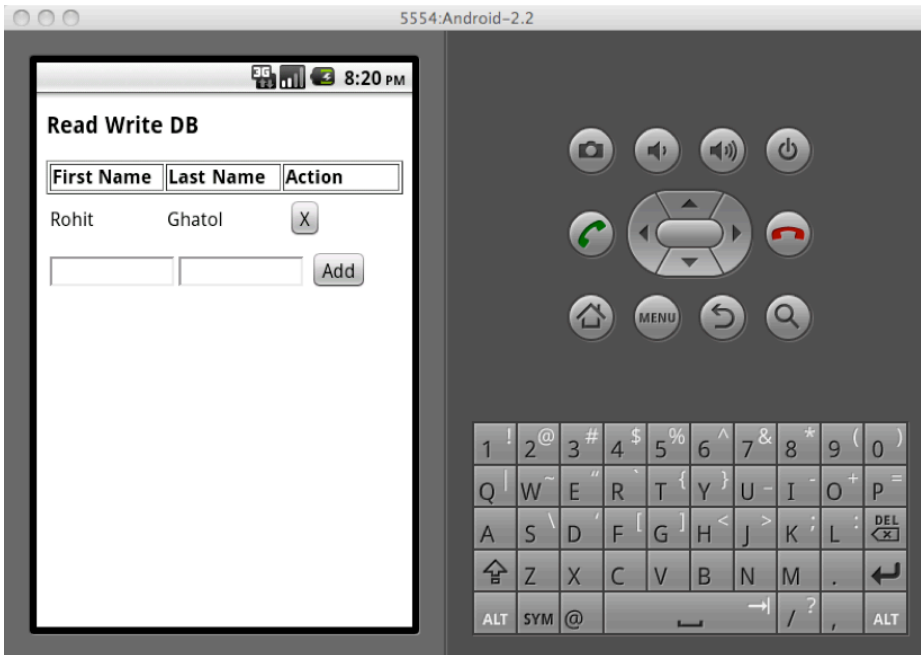 5554:Android-2.2
3G 8:20 PM
Read Write DB
First Name Last Name Action
Rohit Ghatol X
Add
MENU
1 ! 2 @ 3 # 4 $ 5 % 6 ^ 7 & 8 * 9 ( 0 )
Q | W ~ E " R ` T { Y } U _ I - O + P =
A S \ D ' F [ G ] H < J > K ; L : DEL
Z X C V B N M .
ALT SYM @ / ? , ALT